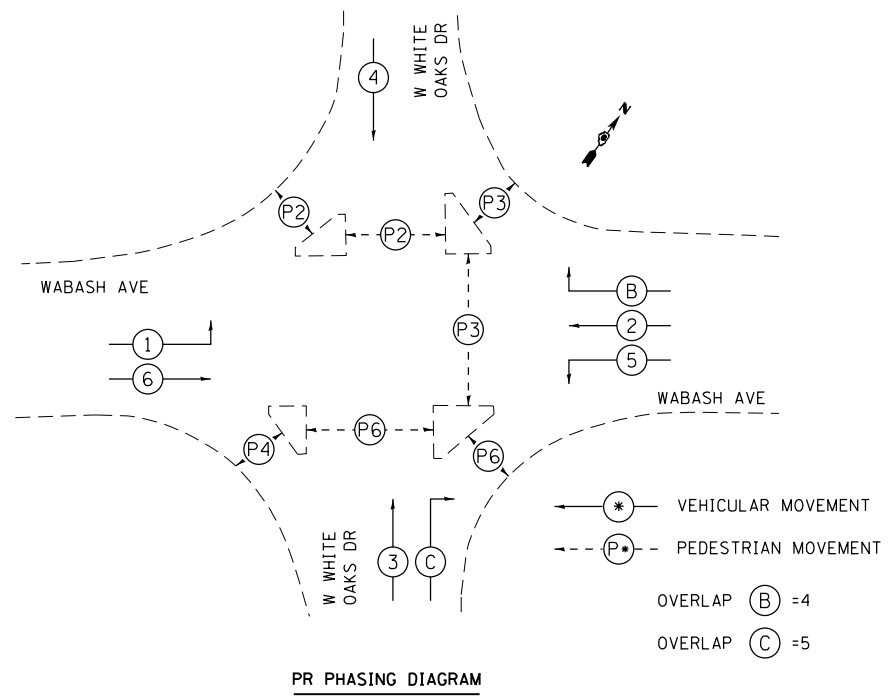 W WHITE
OAKS DR
4
N
P2
P3
P2
WABASH AVE
B
P3
2
1
5
6
WABASH AVE
P6
P4
P6
* VEHICULAR MOVEMENT
P* PEDESTRIAN MOVEMENT
W WHITE
OAKS DR
3
C
OVERLAP B =4
OVERLAP C =5
PR PHASING DIAGRAM